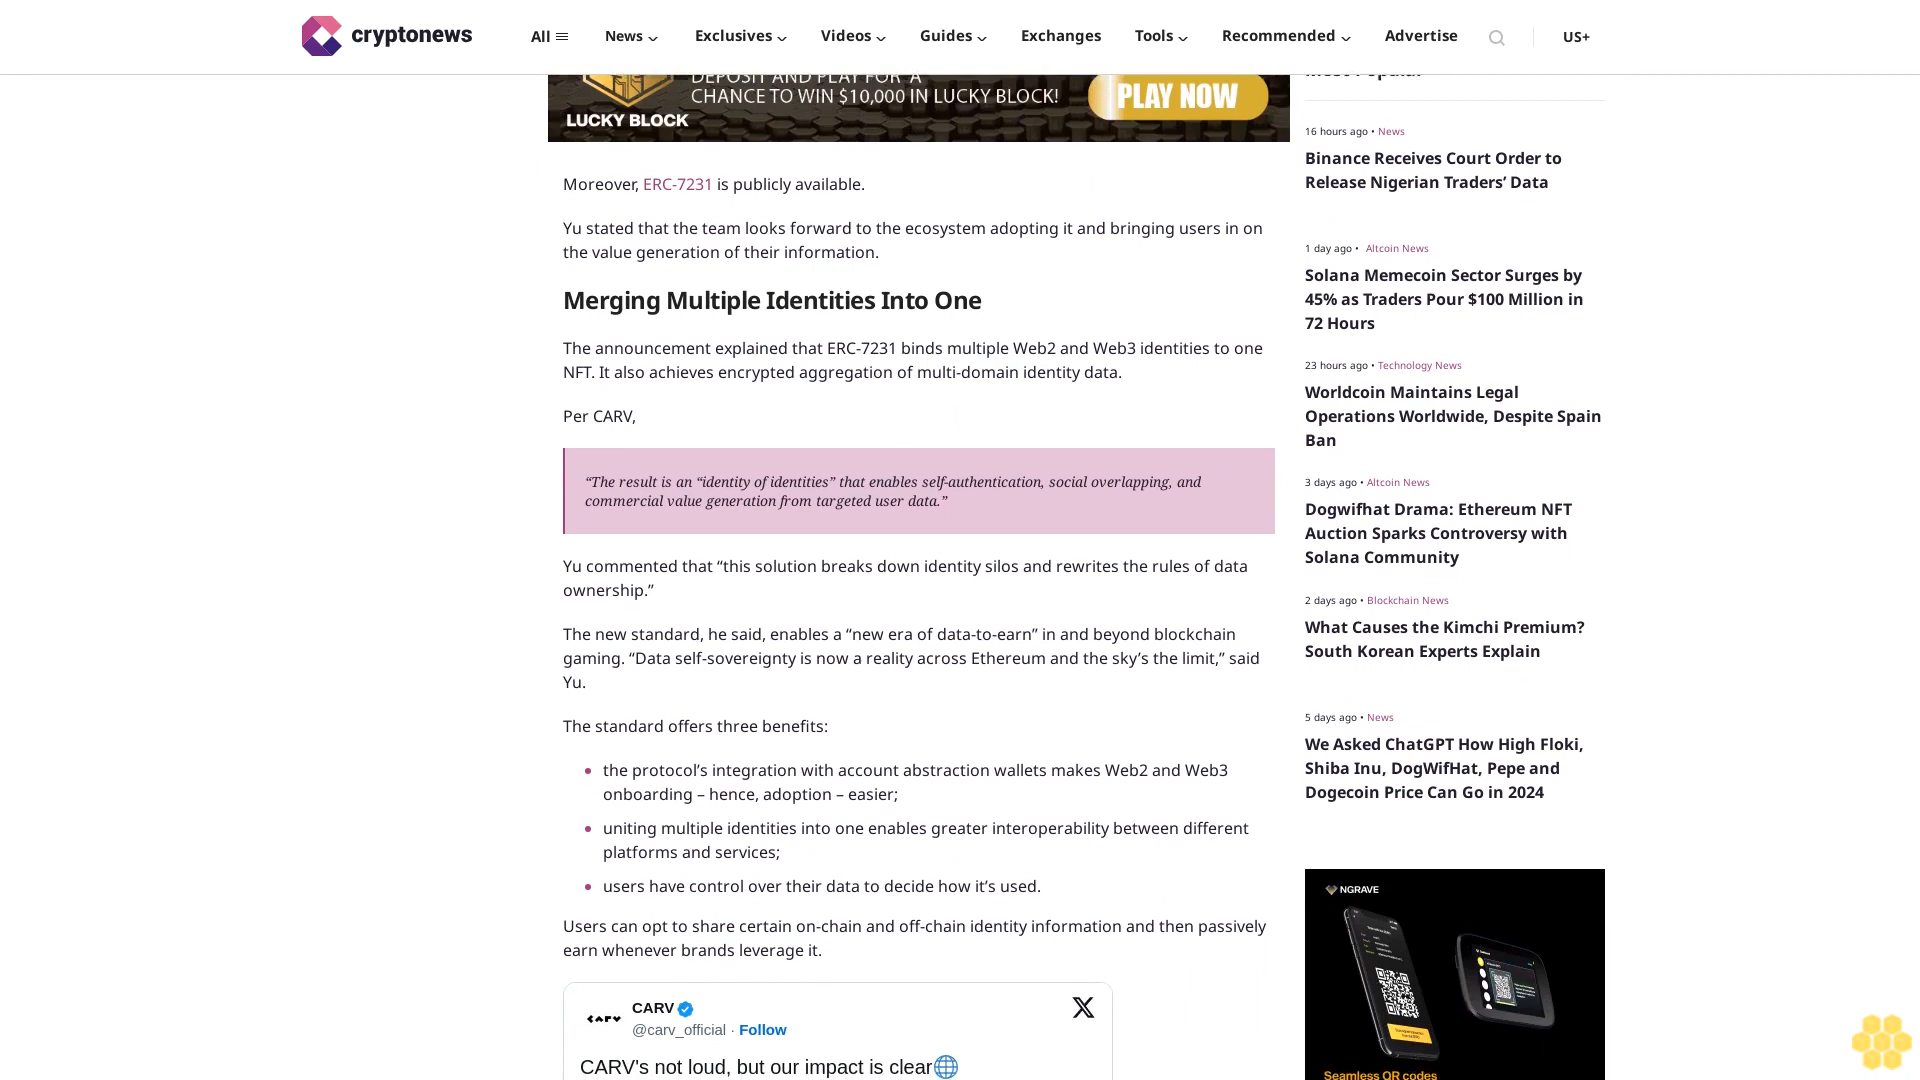 cryptonews
All
News
Exclusives
Videos
Guides
Exchanges
Tools
Recommended
Advertise
US+
DEPOSIT AND PLAY FOR A
CHANCE TO WIN $10,000 IN LUCKY BLOCK!
PLAY NOW
LUCKY BLOCK
Moreover, ERC-7231 is publicly available.
Yu stated that the team looks forward to the ecosystem adopting it and bringing users in on
the value generation of their information.
Merging Multiple Identities Into One
The announcement explained that ERC-7231 binds multiple Web2 and Web3 identities to one
NFT. It also achieves encrypted aggregation of multi-domain identity data.
Per CARV,
“The result is an “identity of identities” that enables self-authentication, social overlapping, and
commercial value generation from targeted user data.”
Yu commented that “this solution breaks down identity silos and rewrites the rules of data
ownership.”
The new standard, he said, enables a “new era of data-to-earn” in and beyond blockchain
gaming. “Data self-sovereignty is now a reality across Ethereum and the sky’s the limit,” said
Yu.
The standard offers three benefits:
• the protocol’s integration with account abstraction wallets makes Web2 and Web3
onboarding – hence, adoption – easier;
• uniting multiple identities into one enables greater interoperability between different
platforms and services;
• users have control over their data to decide how it’s used.
Users can opt to share certain on-chain and off-chain identity information and then passively
earn whenever brands leverage it.
CARV
@carv_official · Follow
CARV's not loud, but our impact is clear🌐
Most Popular
16 hours ago • News
Binance Receives Court Order to
Release Nigerian Traders’ Data
1 day ago • Altcoin News
Solana Memecoin Sector Surges by
45% as Traders Pour $100 Million in
72 Hours
23 hours ago • Technology News
Worldcoin Maintains Legal
Operations Worldwide, Despite Spain
Ban
3 days ago • Altcoin News
Dogwifhat Drama: Ethereum NFT
Auction Sparks Controversy with
Solana Community
2 days ago • Blockchain News
What Causes the Kimchi Premium?
South Korean Experts Explain
5 days ago • News
We Asked ChatGPT How High Floki,
Shiba Inu, DogWifHat, Pepe and
Dogecoin Price Can Go in 2024
NGRAVE
Seamless QR codes